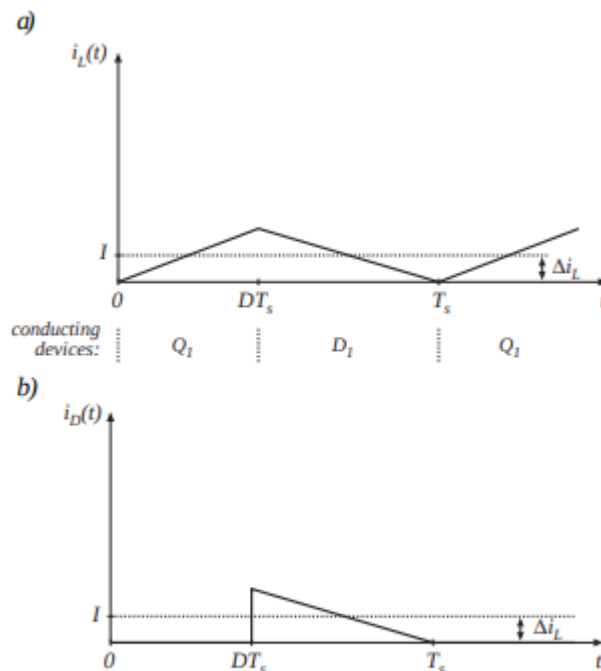 a)
i_L(t)
I
Δi_L
0 DT_s T_s t
conducting devices: Q_1 D_1 Q_1
b)
i_D(t)
I
Δi_L
0 DT_s T_s t